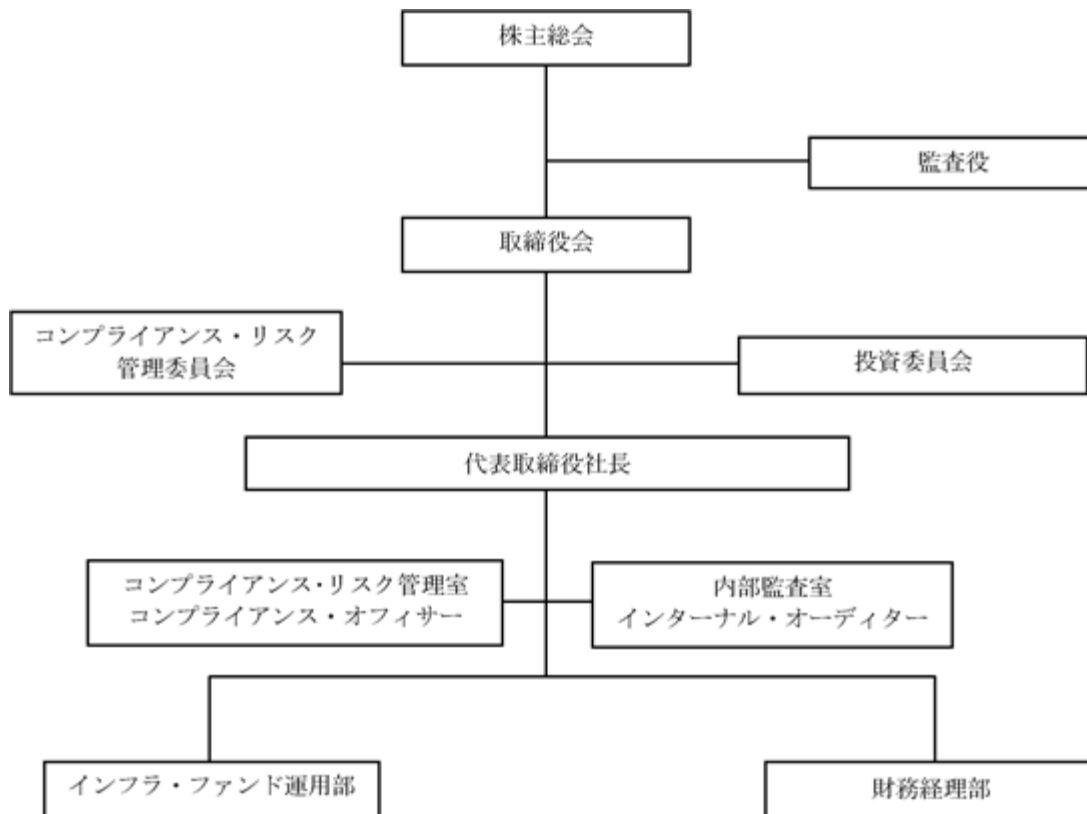 株主総会
監査役
取締役会
コンプライアンス・リスク
管理委員会
投資委員会
代表取締役社長
コンプライアンス・リスク管理室
コンプライアンス・オフィサー
内部監査室
インターナル・オーディター
インフラ・ファンド運用部
財務経理部